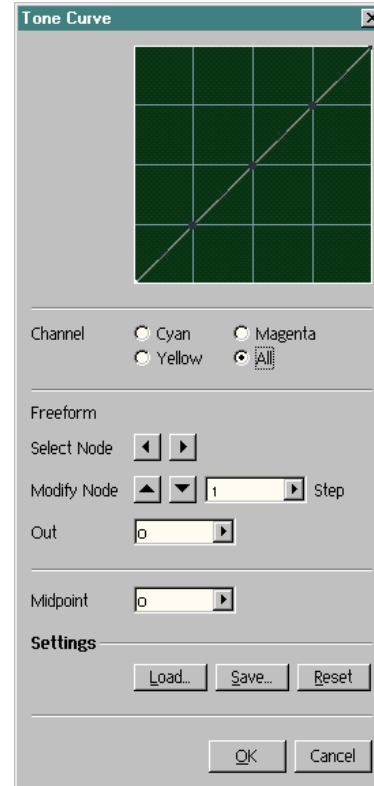 Tone Curve
Channel Cyan Magenta
Yellow All
Freeform
Select Node
Modify Node 1 Step
Out 0
Midpoint 0
Settings
Load... Save... Reset
OK Cancel